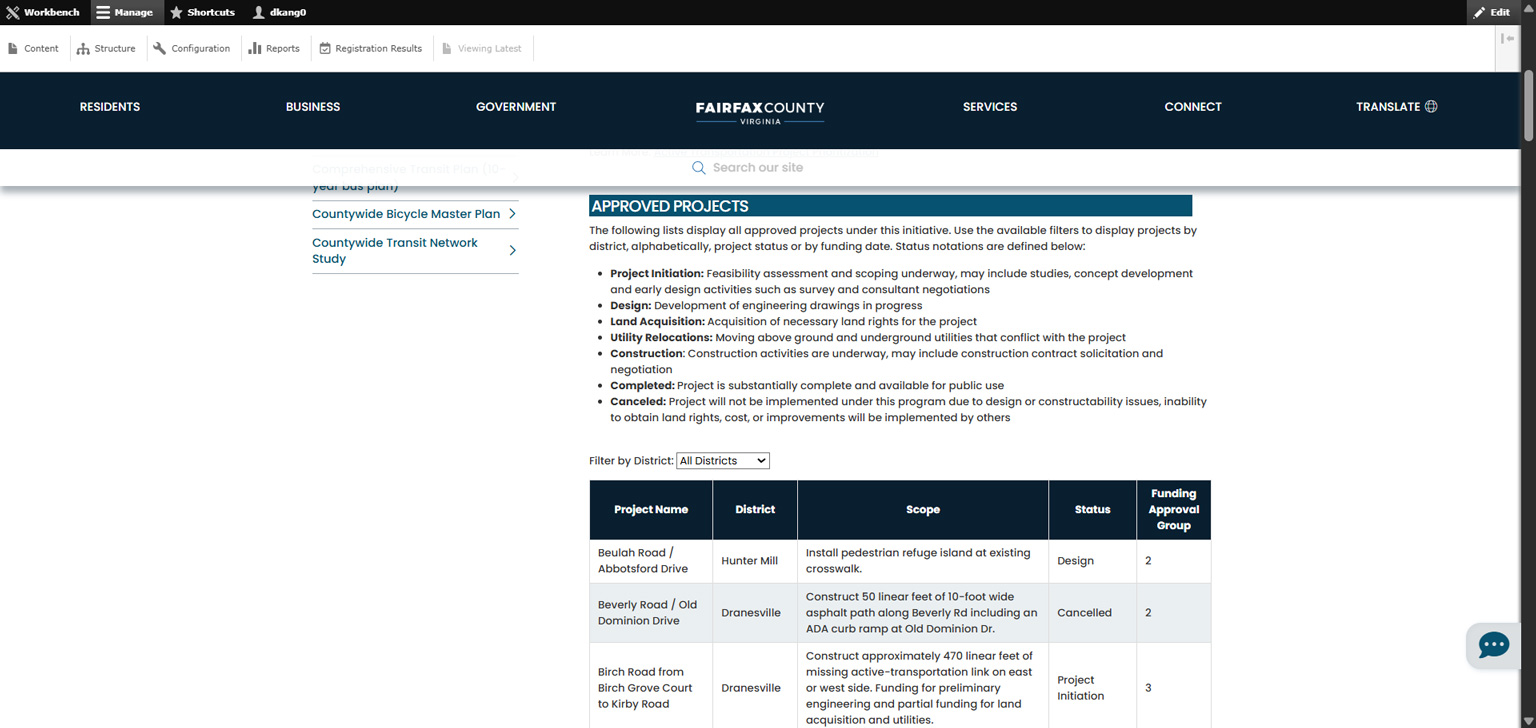 Workbench Manage Shortcuts dkang0 Edit
Content Structure Configuration Reports Registration Results Viewing Latest
RESIDENTS BUSINESS GOVERNMENT FAIRFAXCOUNTY SERVICES CONNECT TRANSLATE
VIRGINIA
Search our site
Comprehensive Transit Plan (10-
year bus plan)
Countywide Bicycle Master Plan
Countywide Transit Network
Study
APPROVED PROJECTS
The following lists display all approved projects under this initiative. Use the available filters to display projects by
district, alphabetically, project status or by funding date. Status notations are defined below:
• Project Initiation: Feasibility assessment and scoping underway, may include studies, concept development
and early design activities such as survey and consultant negotiations
• Design: Development of engineering drawings in progress
• Land Acquisition: Acquisition of necessary land rights for the project
• Utility Relocations: Moving above ground and underground utilities that conflict with the project
• Construction: Construction activities are underway, may include construction contract solicitation and
negotiation
• Completed: Project is substantially complete and available for public use
• Canceled: Project will not be implemented under this program due to design or constructability issues, inability
to obtain land rights, cost, or improvements will be implemented by others
Filter by District: All Districts
Project Name
District
Scope
Status
Funding
Approval
Group
Beulah Road /
Abbotsford Drive
Hunter Mill
Install pedestrian refuge island at existing
crosswalk.
Design
2
Beverly Road / Old
Dominion Drive
Dranesville
Construct 50 linear feet of 10-foot wide
asphalt path along Beverly Rd including an
ADA curb ramp at Old Dominion Dr.
Cancelled
2
Birch Road from
Birch Grove Court
to Kirby Road
Dranesville
Construct approximately 470 linear feet of
missing active-transportation link on east
or west side. Funding for preliminary
engineering and partial funding for land
acquisition and utilities.
Project
Initiation
3